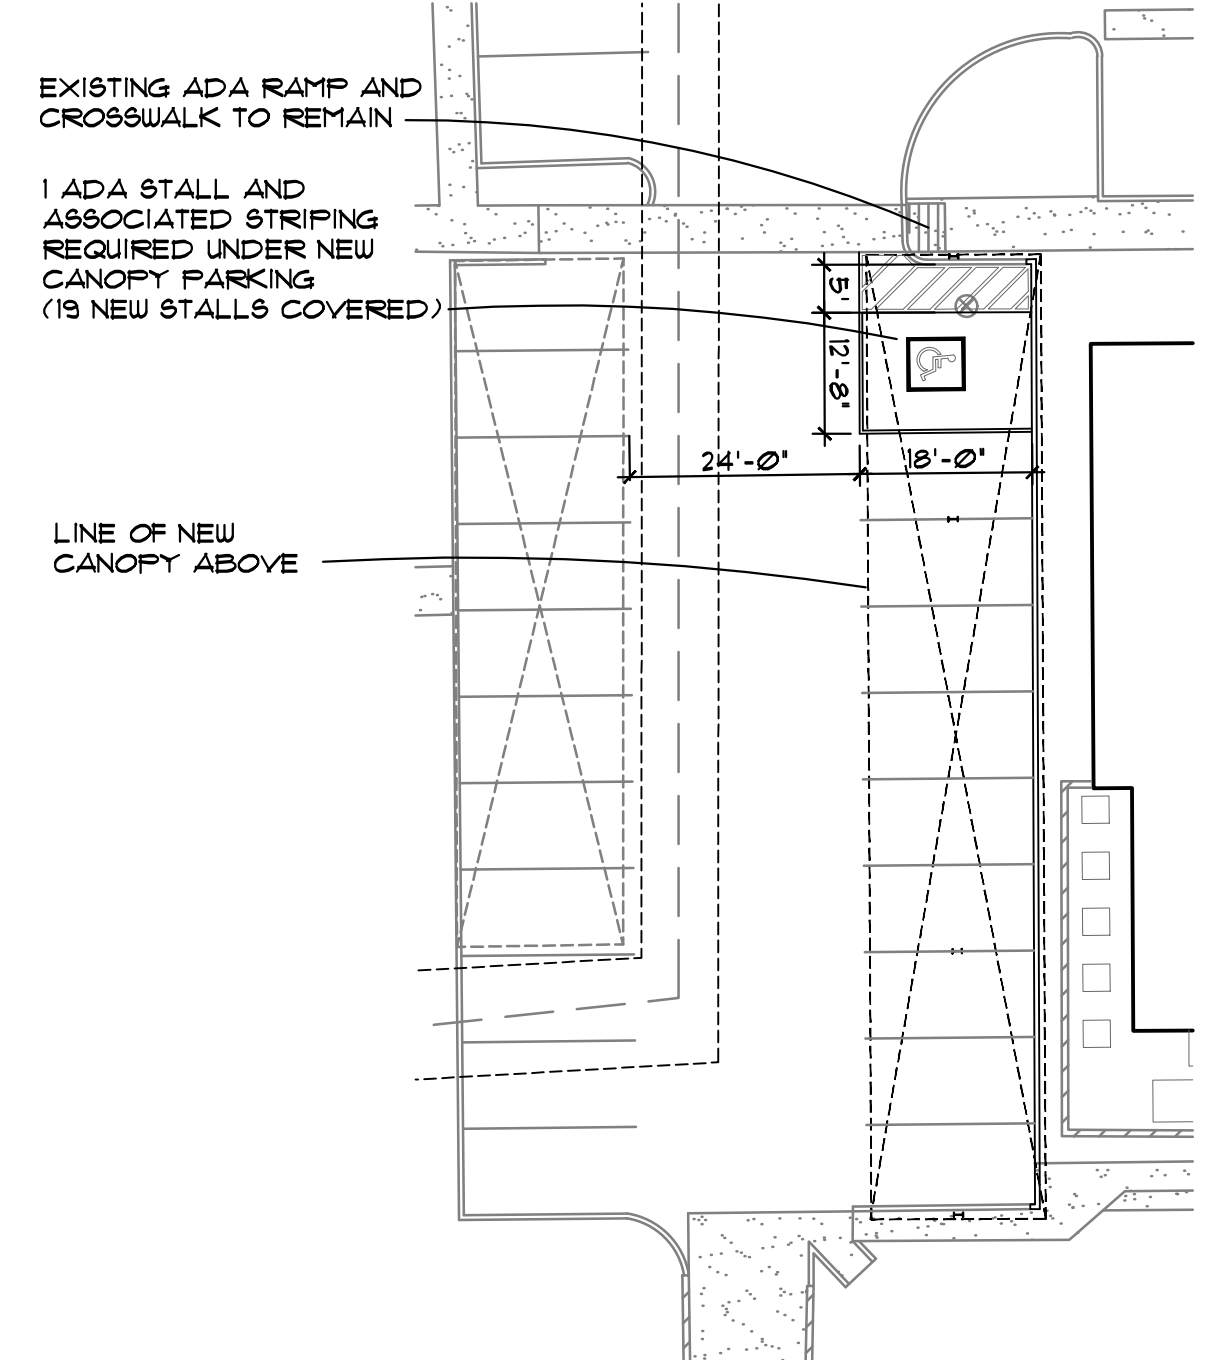 EXISTING ADA RAMP AND
CROSSWALK TO REMAIN
1 ADA STALL AND
ASSOCIATED STRIPING
REQUIRED UNDER NEW
CANOPY PARKING
(19 NEW STALLS COVERED)
5'
12'-8"
24'-0"
18'-0"
LINE OF NEW
CANOPY ABOVE